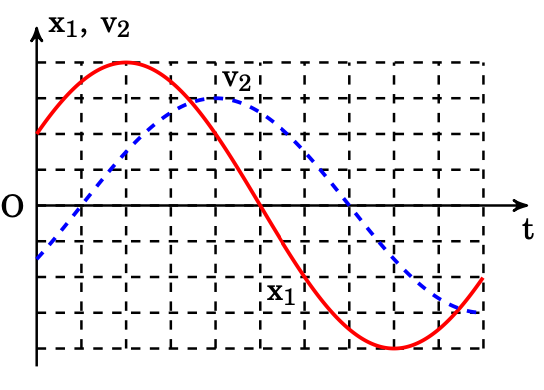 x₁, v₂
v₂
O
t
x₁